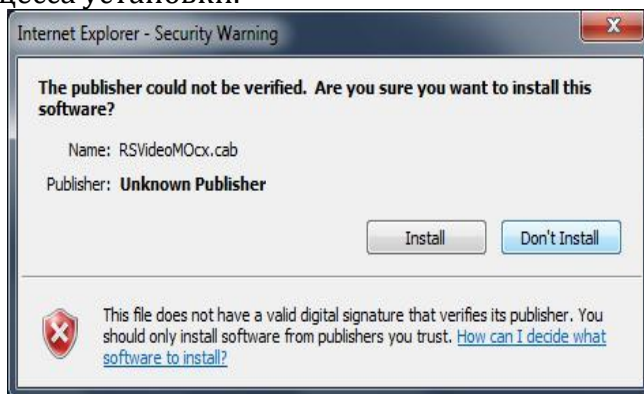 цесса установки.
Internet Explorer - Security Warning
The publisher could not be verified. Are you sure you want to install this
software?
Name: RSVideoMOcx.cab
Publisher: Unknown Publisher
Install
Don't Install
This file does not have a valid digital signature that verifies its publisher. You
should only install software from publishers you trust. How can I decide what
software to install?